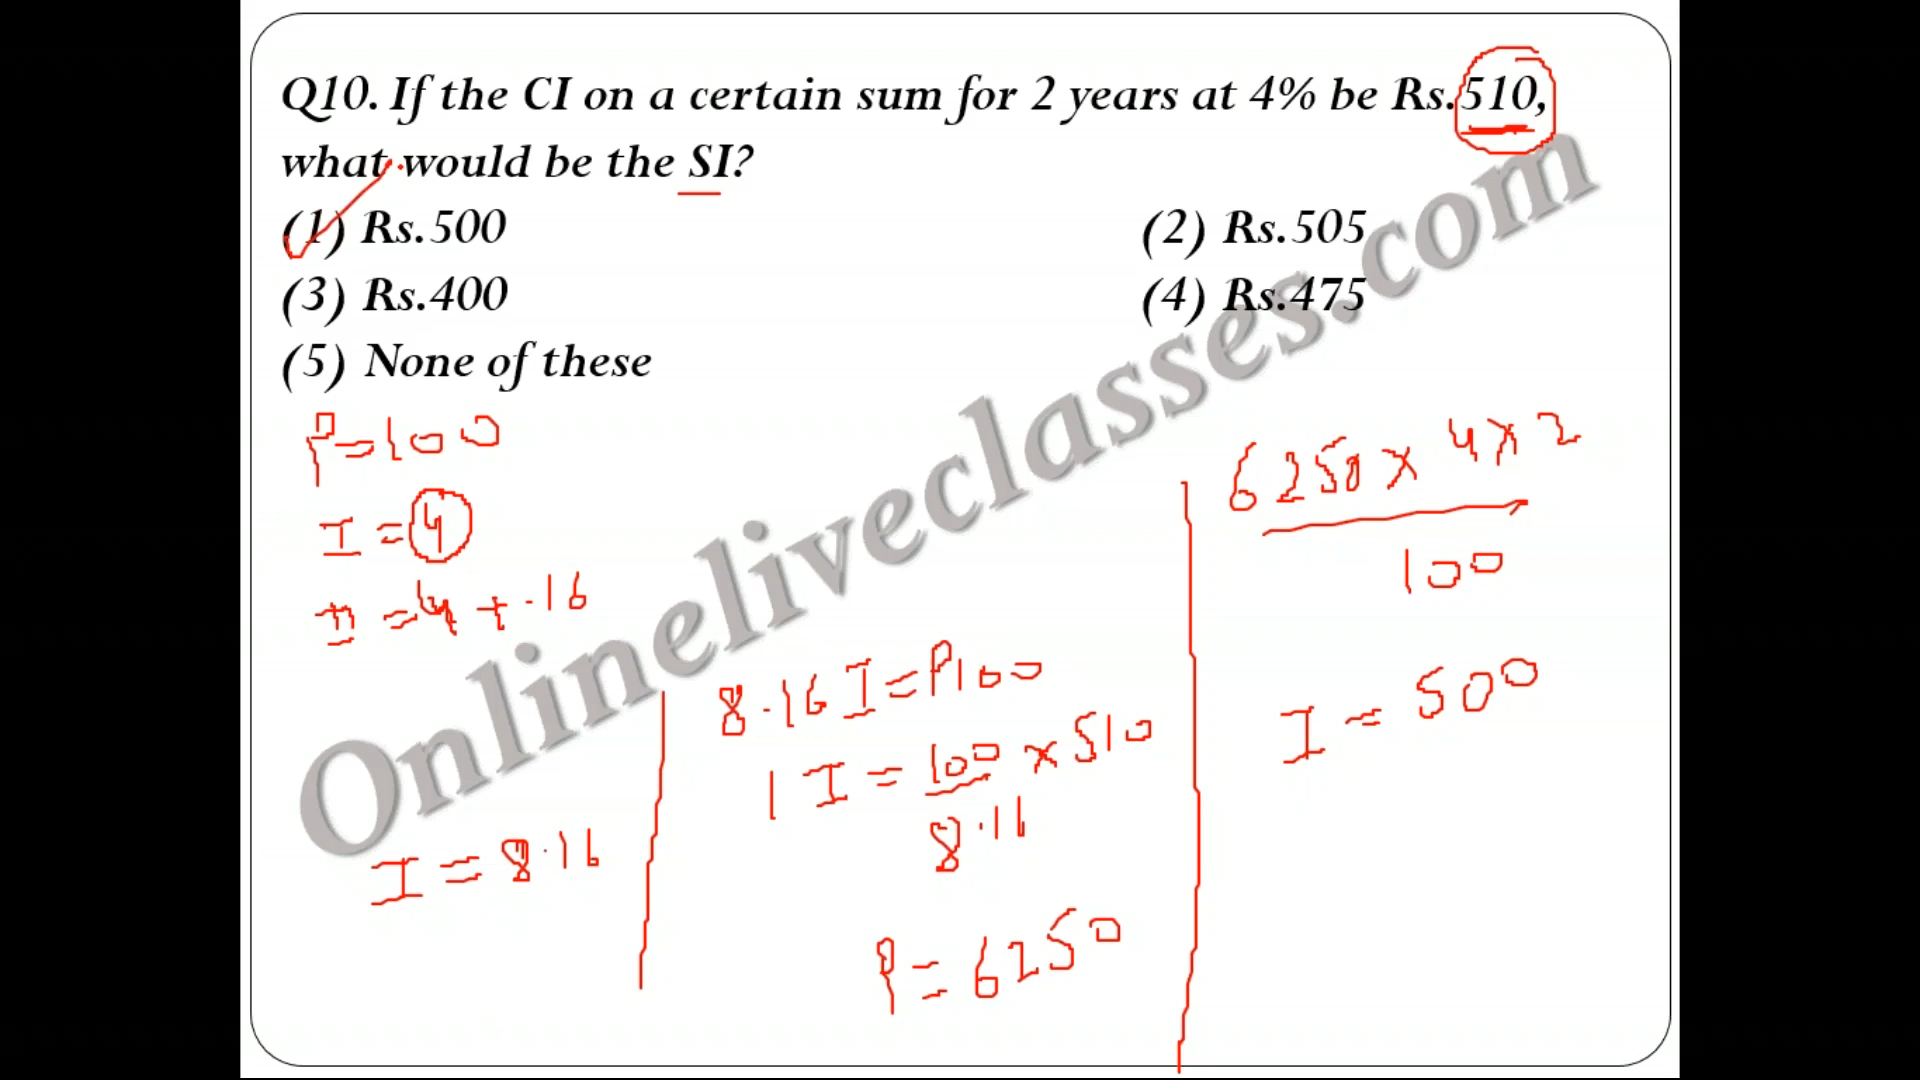 Q10. If the CI on a certain sum for 2 years at 4% be Rs.510,
what would be the SI?
(1) Rs.500
(2) Rs.505
(3) Rs.400
(4) Rs.475
(5) None of these
Onlineliveclasses.com
P=100
I = 4
II = 4 + .16
I = 8.16
8.16 I = P100
1 I = 100 × 510
8.16
P = 6250
6250 × 4 × 2
100
I = 500